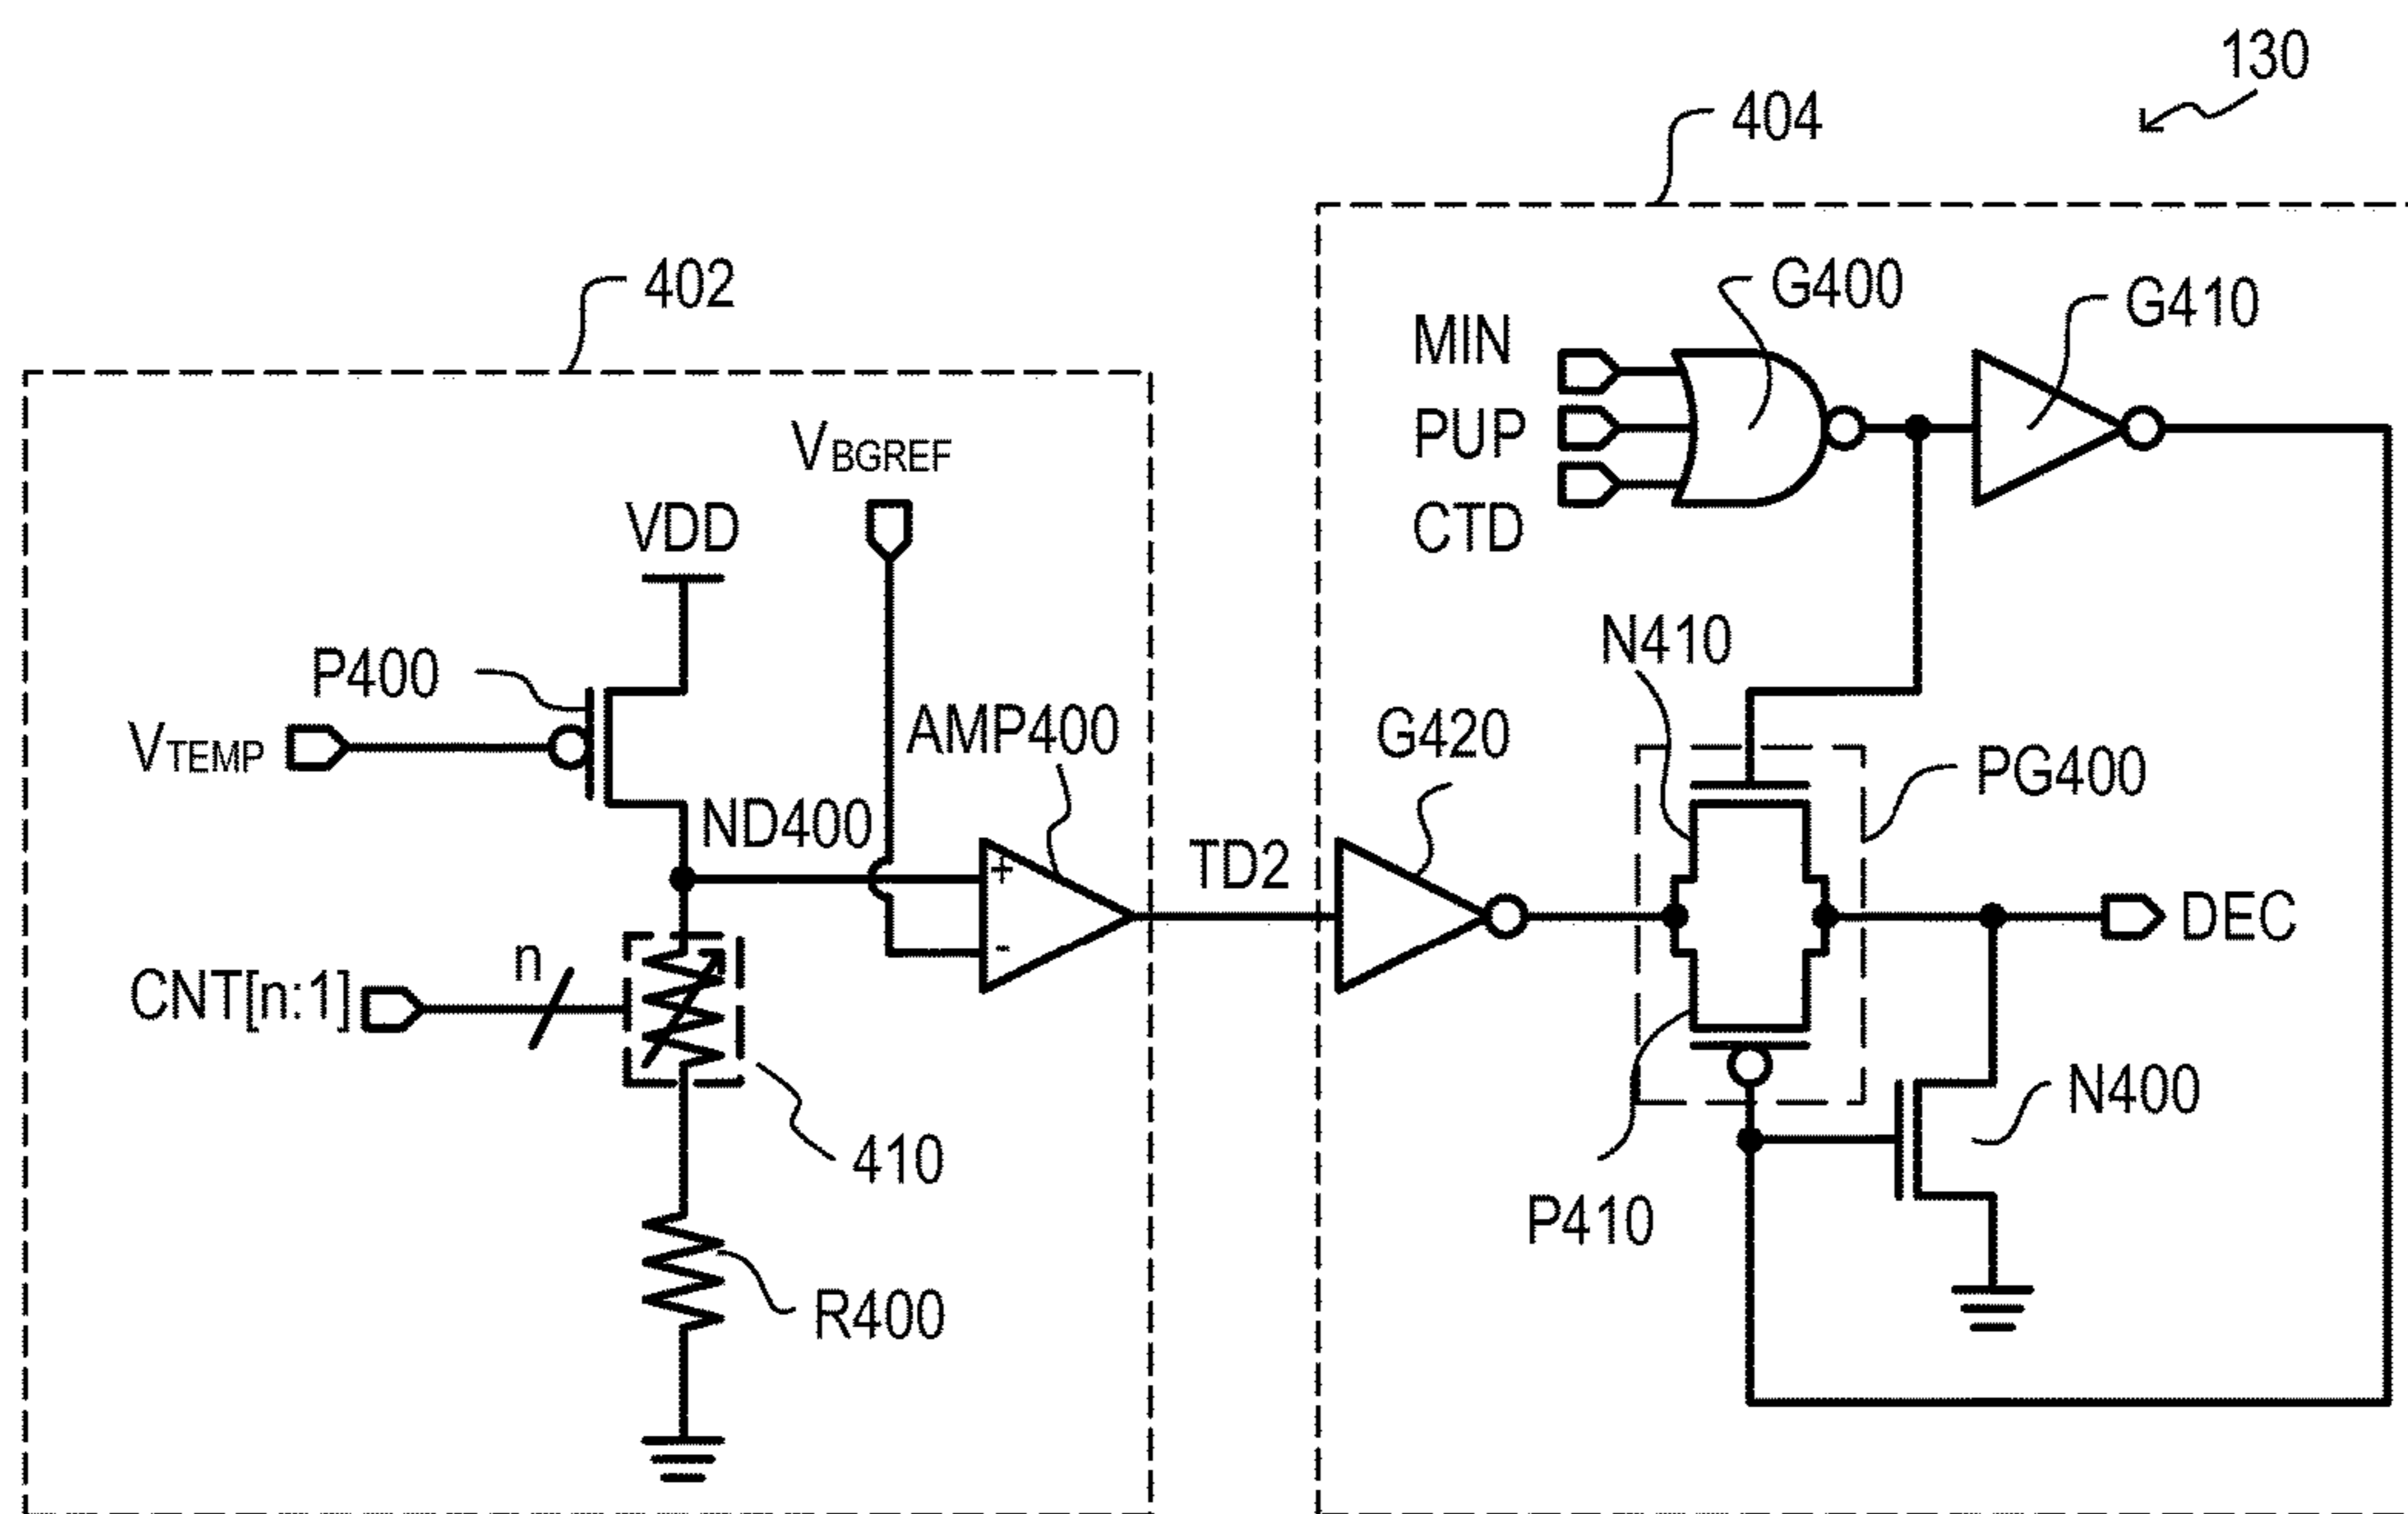 130
404
402
G400
G410
MIN
PUP
CTD
VBGREF
VDD
P400
N410
VTEMP
AMP400
G420
PG400
ND400
TD2
+
-
DEC
n
CNT[n:1]
N400
410
P410
R400